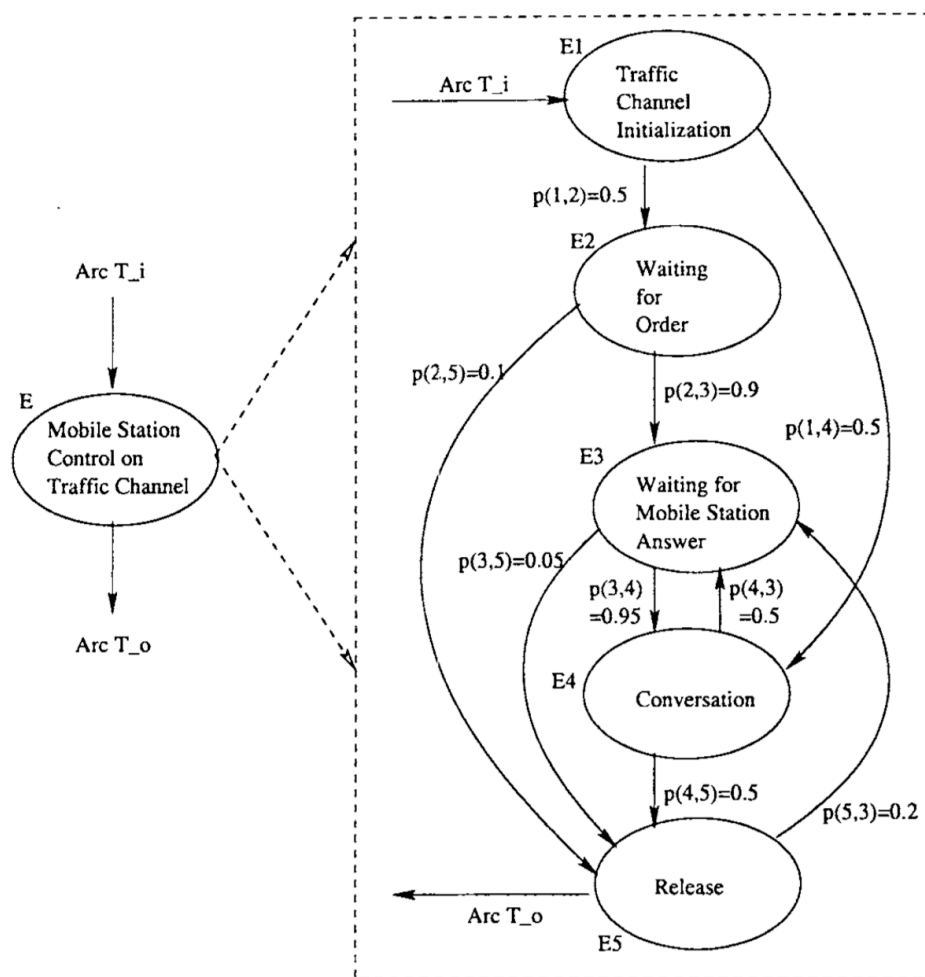 Arc T_i
E
Mobile Station
Control on
Traffic Channel
Arc T_o
E1
Arc T_i
Traffic
Channel
Initialization
p(1,2)=0.5
E2
Waiting
for
Order
p(2,5)=0.1
p(2,3)=0.9
p(1,4)=0.5
E3
Waiting for
Mobile Station
Answer
p(3,5)=0.05
p(3,4)
=0.95
p(4,3)
=0.5
E4
Conversation
p(4,5)=0.5
p(5,3)=0.2
Release
Arc T_o
E5